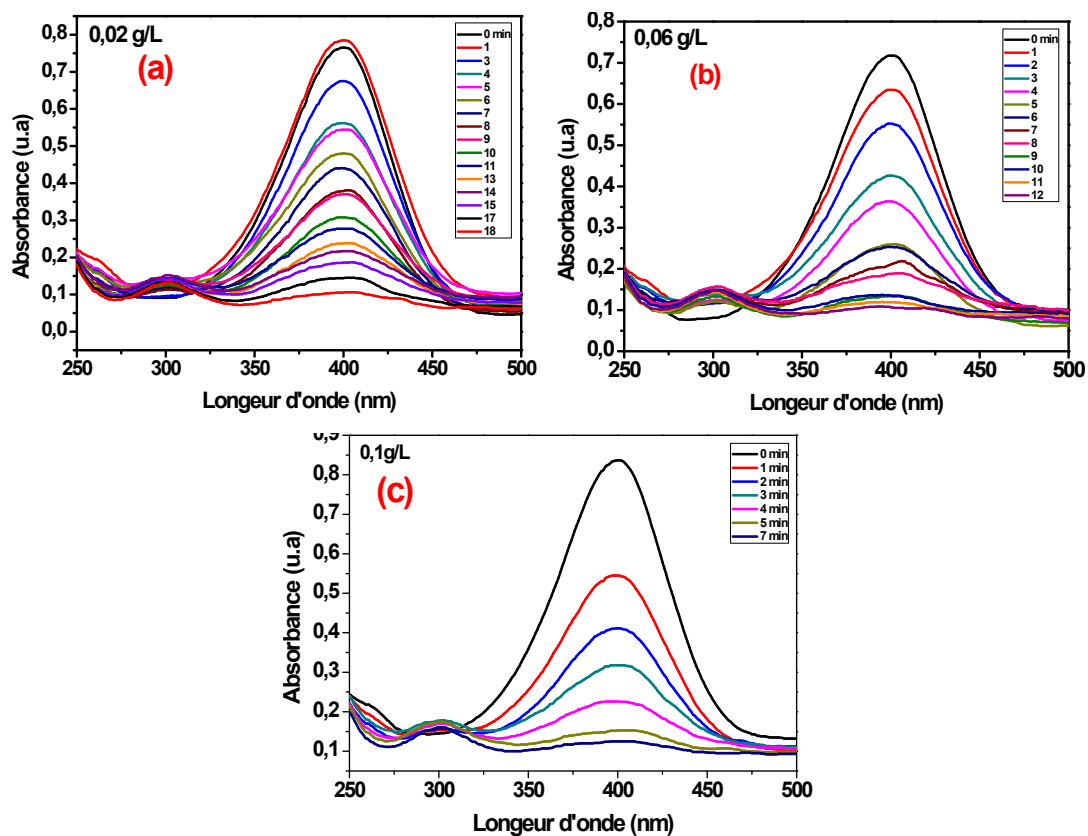 0,02 g/L
(a)
Absorbance (u.a)
0,8
0,7
0,6
0,5
0,4
0,3
0,2
0,1
0,0
250 300 350 400 450 500
Longeur d'onde (nm)
0 min
1
3
4
5
6
7
8
9
10
11
13
14
15
17
18
0,06 g/L
(b)
Absorbance (u.a)
0,8
0,7
0,6
0,5
0,4
0,3
0,2
0,1
0,0
250 300 350 400 450 500
Longeur d'onde (nm)
0 min
1
2
3
4
5
6
7
8
9
10
11
12
0,1g/L
(c)
Absorbance (u.a)
0,9
0,8
0,7
0,6
0,5
0,4
0,3
0,2
0,1
250 300 350 400 450 500
Longeur d'onde (nm)
0 min
1 min
2 min
3 min
4 min
5 min
7 min